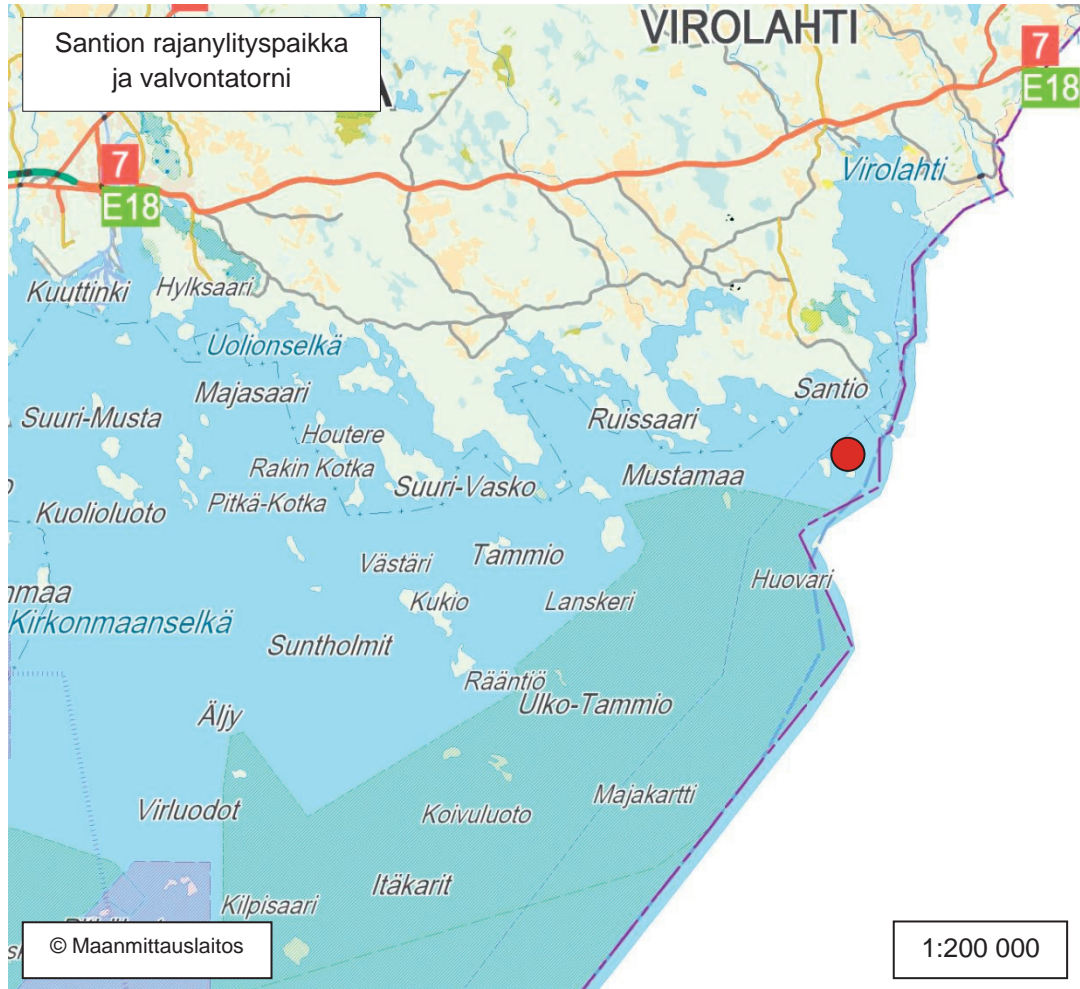 Santion rajanylityspaikka
ja valvontatorni
VIROLAHTI
7
E18
Virolahti
7
E18
Kuuttinki
Hylksaari
Uolionselkä
Majasaari
Santio
Suuri-Musta
Houtere
Ruissaari
Rakin Kotka
Suuri-Vasko
Mustamaa
Pitkä-Kotka
Kuolioluoto
Västäri
Tammio
Huovari
Kukio
Lanskeri
Kirkonmaanselkä
Suntholmit
Rääntiö
Ulko-Tammio
Äljy
Majakartti
Virluodot
Koivuluoto
Itäkarit
Kilpisaari
© Maanmittauslaitos
1:200 000